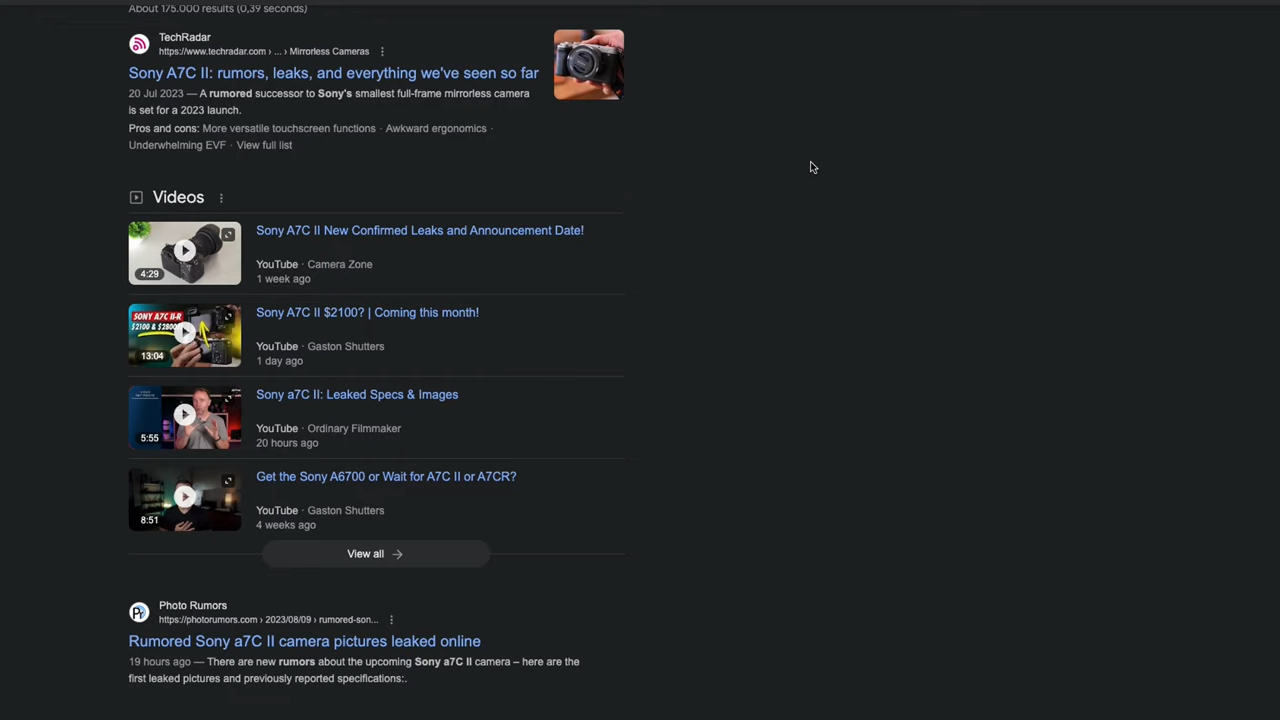 About 175.000 results (0,39 seconds)
TechRadar
https://www.techradar.com › ... › Mirrorless Cameras
Sony A7C II: rumors, leaks, and everything we've seen so far
20 Jul 2023 — A rumored successor to Sony's smallest full-frame mirrorless camera
is set for a 2023 launch.
Pros and cons: More versatile touchscreen functions · Awkward ergonomics ·
Underwhelming EVF · View full list
Videos
Sony A7C II New Confirmed Leaks and Announcement Date!
YouTube · Camera Zone
4:29
1 week ago
Sony A7C II $2100? | Coming this month!
SONY A7C II-R
$2100 & $2800
YouTube · Gaston Shutters
13:04
1 day ago
Sony a7C II: Leaked Specs & Images
YouTube · Ordinary Filmmaker
5:55
20 hours ago
Get the Sony A6700 or Wait for A7C II or A7CR?
YouTube · Gaston Shutters
8:51
4 weeks ago
View all
Photo Rumors
https://photorumors.com › 2023/08/09 › rumored-son...
Rumored Sony a7C II camera pictures leaked online
19 hours ago — There are new rumors about the upcoming Sony a7C II camera – here are the
first leaked pictures and previously reported specifications:.